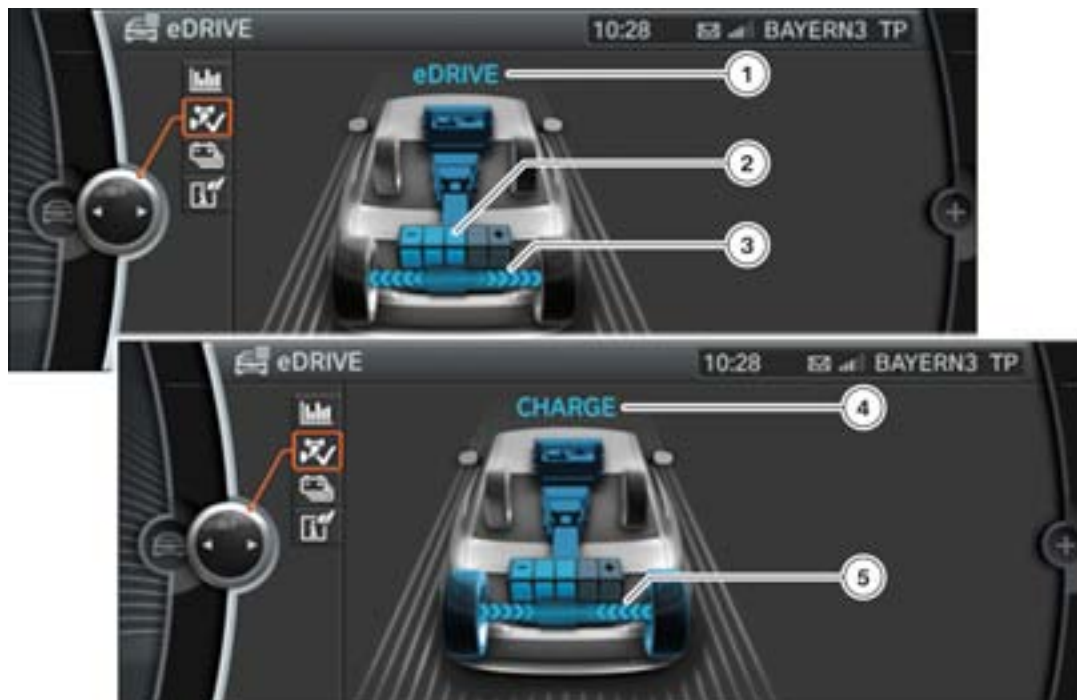 eDRIVE 10:28 BAYERN3 TP
eDRIVE 1
2
3
eDRIVE 10:28 BAYERN3 TP
CHARGE 4
5